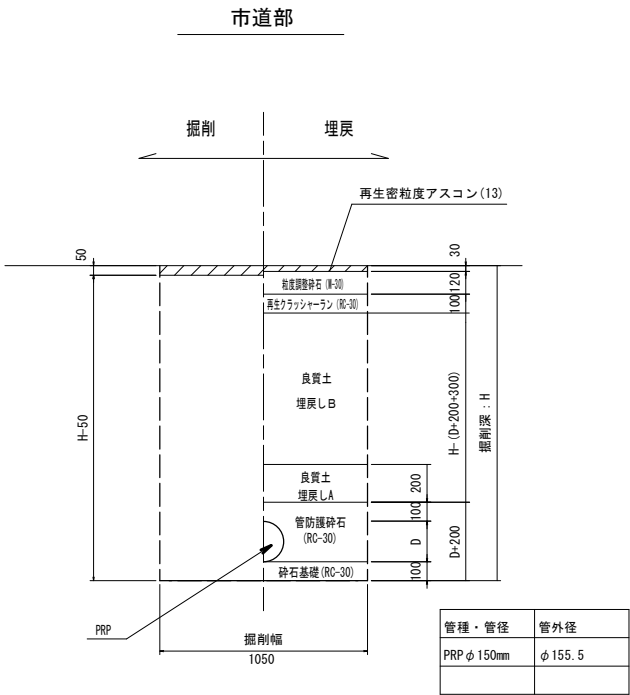 市道部
掘削
埋戻
再生密粒度アスコン(13)
50
30
粒度調整砕石(M-30)
120
再生クラッシャーラン(RC-30)
100
良質土
埋戻しB
H-50
H-(D+200+300)
掘削深:H
良質土
埋戻しA
200
管防護砕石
(RC-30)
100
D
D+200
砕石基礎(RC-30)
100
PRP
掘削幅
1050
管種・管径 管外径
PRPφ150mm φ155.5